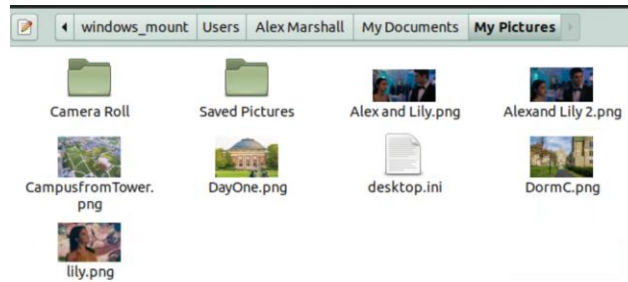 windows_mount Users Alex Marshall My Documents My Pictures
Camera Roll Saved Pictures Alex and Lily.png Alexand Lily 2.png
CampusfromTower.png DayOne.png desktop.ini DormC.png
lily.png